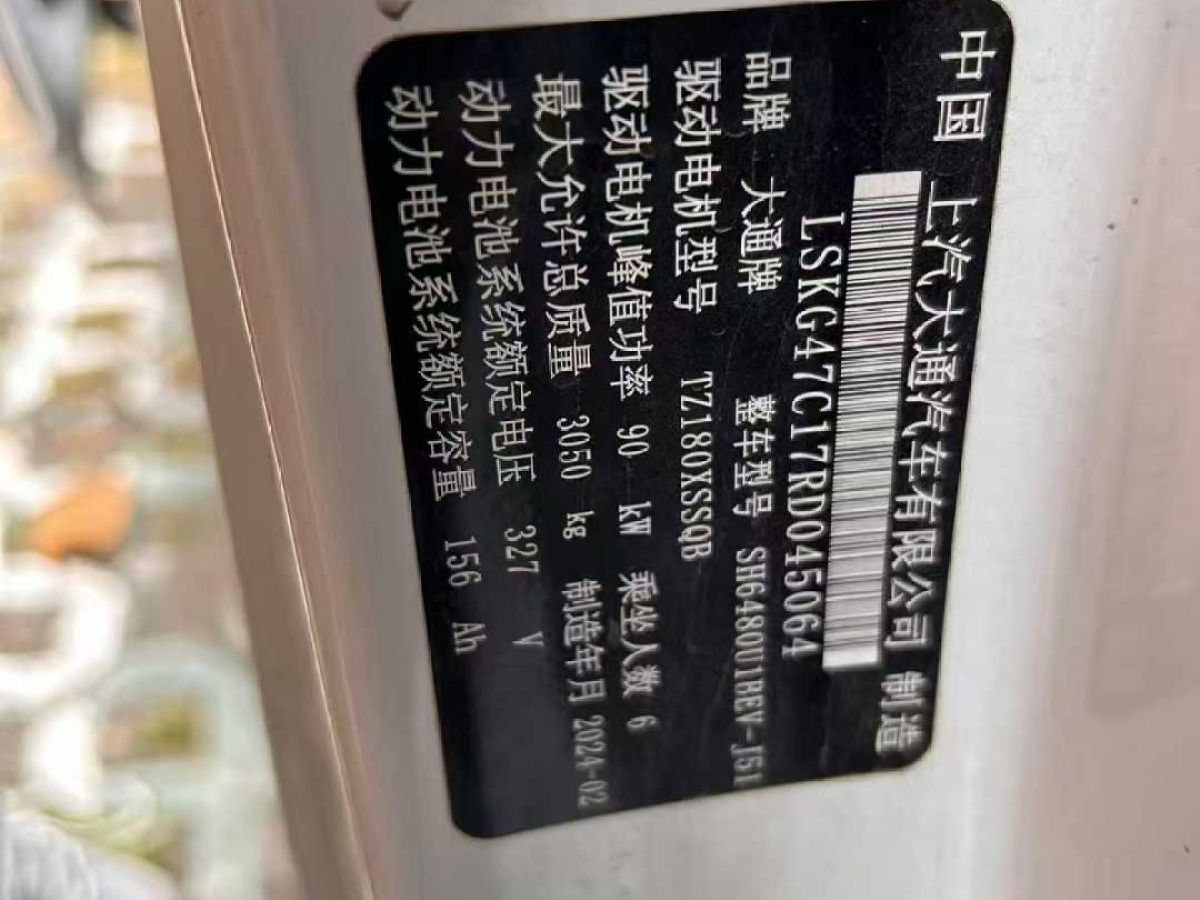 中国 上汽大通汽车有限公司 制造
LSKG47C17RD045064
品牌 大通牌 整车型号 SH6480U1BEV-J51
驱动电机型号 TZ180XSSQB
驱动电机峰值功率 90 kW 乘坐人数 6
最大允许总质量 3050 kg 制造年月 2024-02
动力电池系统额定电压 327 V
动力电池系统额定容量 156 Ah